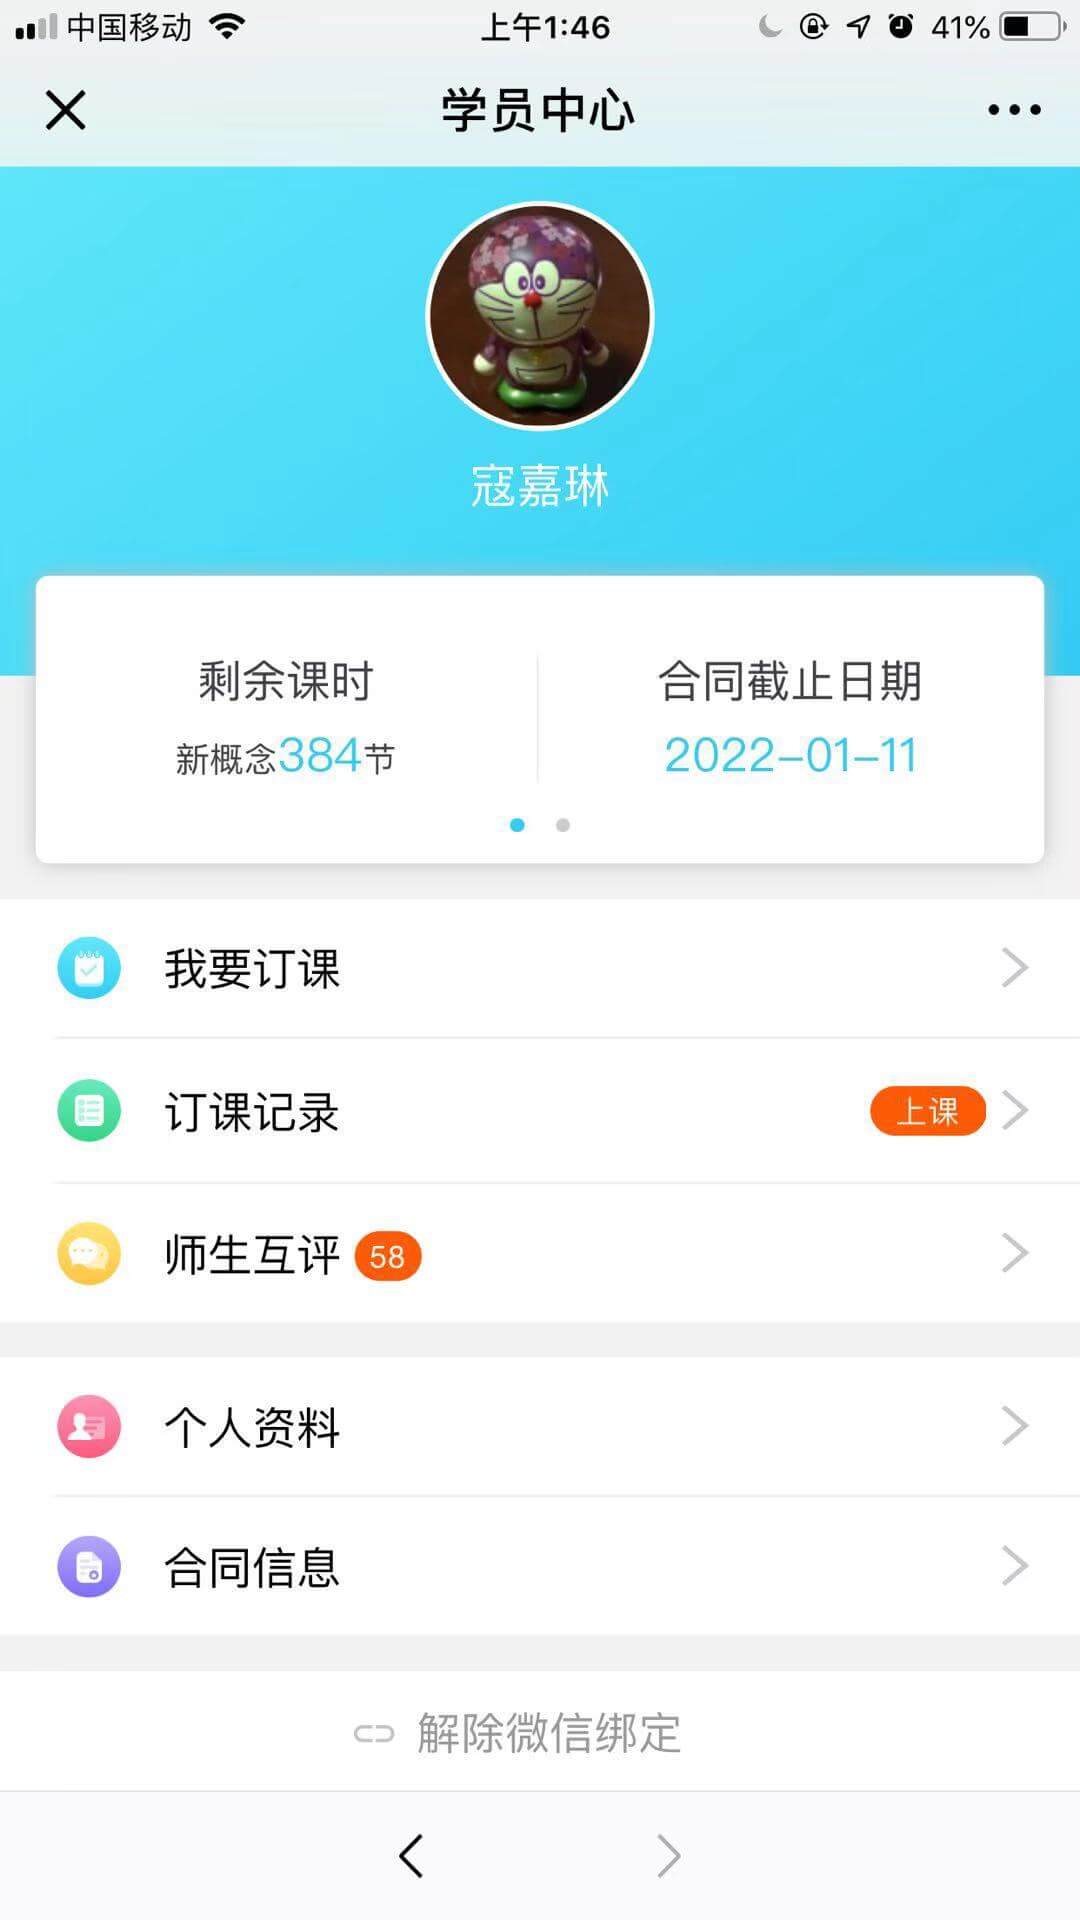 中国移动 上午1:46 41%
学员中心
寇嘉琳
剩余课时 合同截止日期
新概念384节 2022-01-11
我要订课
订课记录 上课
师生互评 58
个人资料
合同信息
解除微信绑定